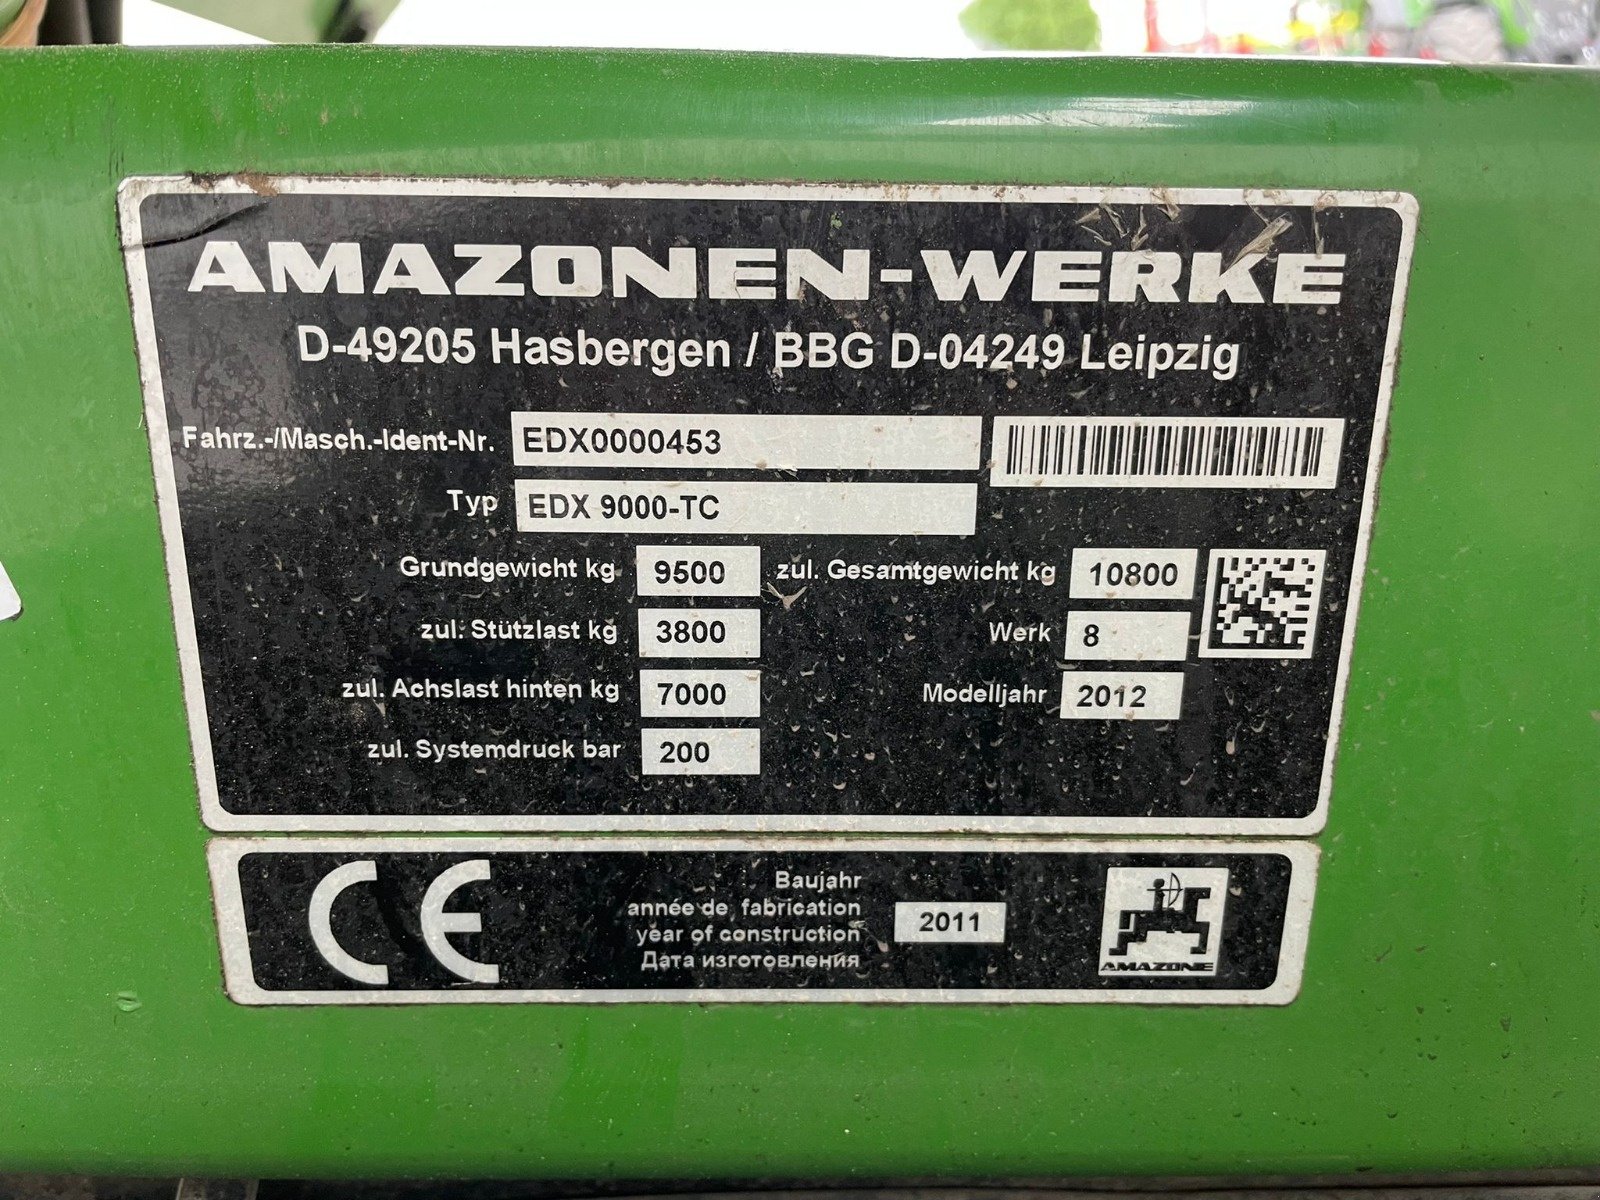 AMAZONEN-WERKE
D-49205 Hasbergen / BBG D-04249 Leipzig
Fahrz.-/Masch.-Ident-Nr. EDX0000453
Typ EDX 9000-TC
Grundgewicht kg 9500 zul. Gesamtgewicht kg 10800
zul. Stützlast kg 3800 Werk 8
zul. Achslast hinten kg 7000 Modelljahr 2012
zul. Systemdruck bar 200
CE
Baujahr
année de fabrication
year of construction
Дата изготовления
2011
AMAZONE